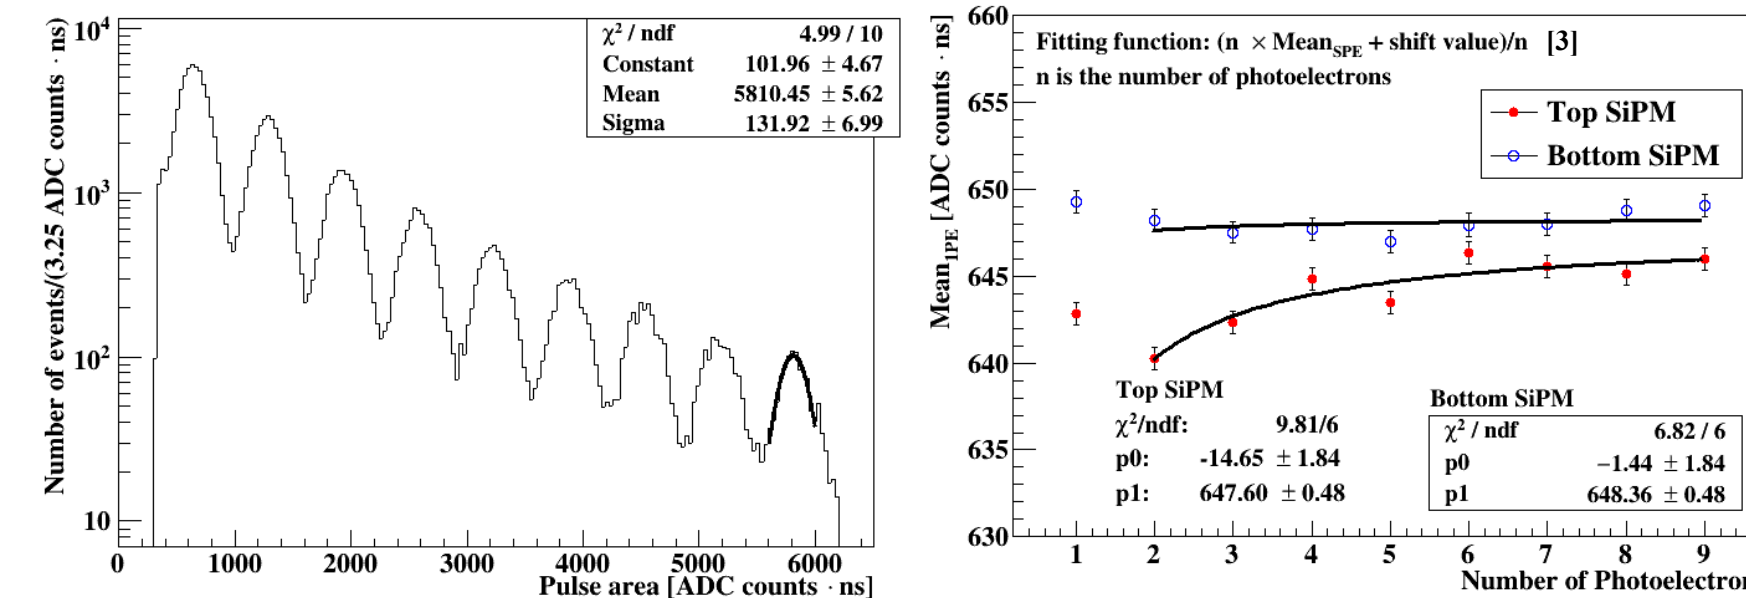 Number of events/(3.25 ADC counts · ns)
10⁴
10³
10²
10
χ² / ndf 4.99 / 10
Constant 101.96 ± 4.67
Mean 5810.45 ± 5.62
Sigma 131.92 ± 6.99
0 1000 2000 3000 4000 5000 6000
Pulse area [ADC counts · ns]
Mean1PE [ADC counts · ns]
660
655
650
645
640
635
630
Fitting function: (n × MeanSPE + shift value)/n [3]
n is the number of photoelectrons
Top SiPM
Bottom SiPM
Top SiPM
χ²/ndf: 9.81/6
p0: -14.65 ± 1.84
p1: 647.60 ± 0.48
Bottom SiPM
χ² / ndf 6.82 / 6
p0 −1.44 ± 1.84
p1 648.36 ± 0.48
1 2 3 4 5 6 7 8 9
Number of Photoelectro